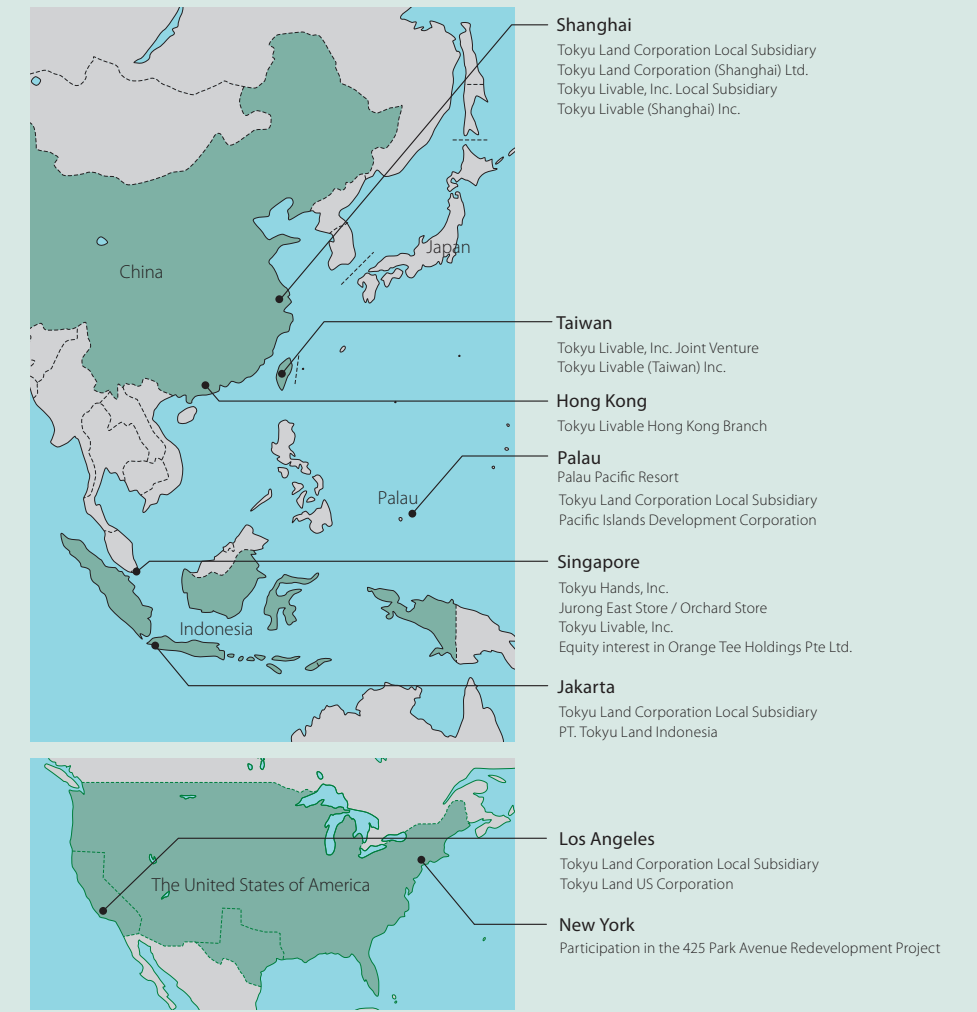 Shanghai
Tokyu Land Corporation Local Subsidiary
Tokyu Land Corporation (Shanghai) Ltd.
Tokyu Livable, Inc. Local Subsidiary
Tokyu Livable (Shanghai) Inc.
Japan
China
Taiwan
Tokyu Livable, Inc. Joint Venture
Tokyu Livable (Taiwan) Inc.
Hong Kong
Tokyu Livable Hong Kong Branch
Palau
Palau Pacific Resort
Tokyu Land Corporation Local Subsidiary
Pacific Islands Development Corporation
Palau
Singapore
Tokyu Hands, Inc.
Jurong East Store / Orchard Store
Tokyu Livable, Inc.
Equity interest in Orange Tee Holdings Pte Ltd.
Indonesia
Jakarta
Tokyu Land Corporation Local Subsidiary
PT. Tokyu Land Indonesia
Los Angeles
Tokyu Land Corporation Local Subsidiary
Tokyu Land US Corporation
The United States of America
New York
Participation in the 425 Park Avenue Redevelopment Project